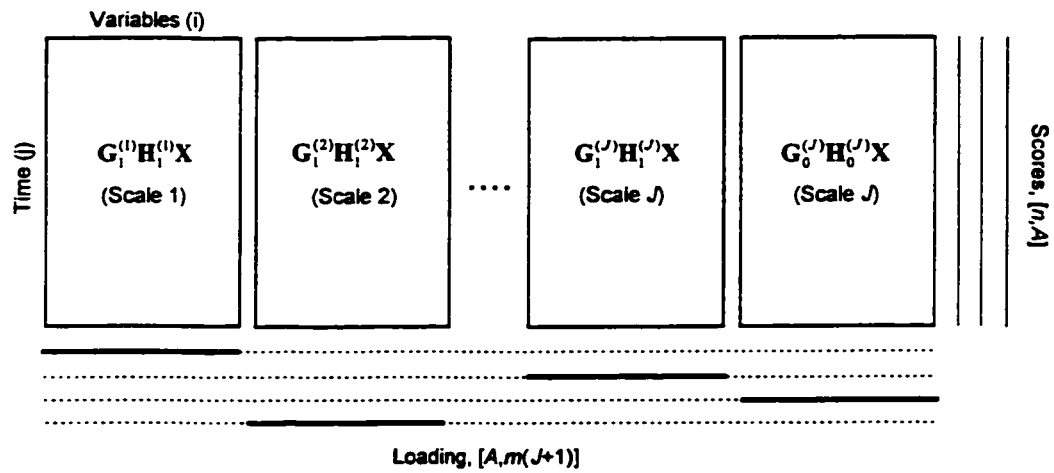 Variables (i)
Time (j)
G₁⁽¹⁾H₁⁽¹⁾X
(Scale 1)
G₁⁽²⁾H₁⁽²⁾X
(Scale 2)
....
G₁⁽ᴶ⁾H₁⁽ᴶ⁾X
(Scale J)
G₀⁽ᴶ⁾H₀⁽ᴶ⁾X
(Scale J)
Scores, [n,A]
Loading, [A,m(J+1)]